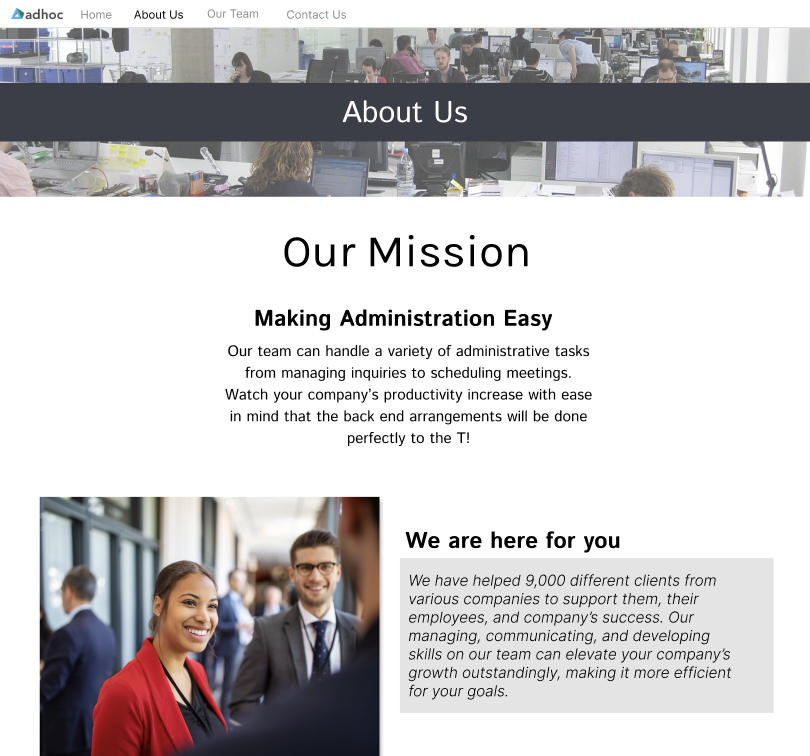 adhoc Home About Us Our Team Contact Us
About Us
Our Mission
Making Administration Easy
Our team can handle a variety of administrative tasks
from managing inquiries to scheduling meetings.
Watch your company's productivity increase with ease
in mind that the back end arrangements will be done
perfectly to the T!
We are here for you
We have helped 9,000 different clients from
various companies to support them, their
employees, and company's success. Our
managing, communicating, and developing
skills on our team can elevate your company's
growth outstandingly, making it more efficient
for your goals.